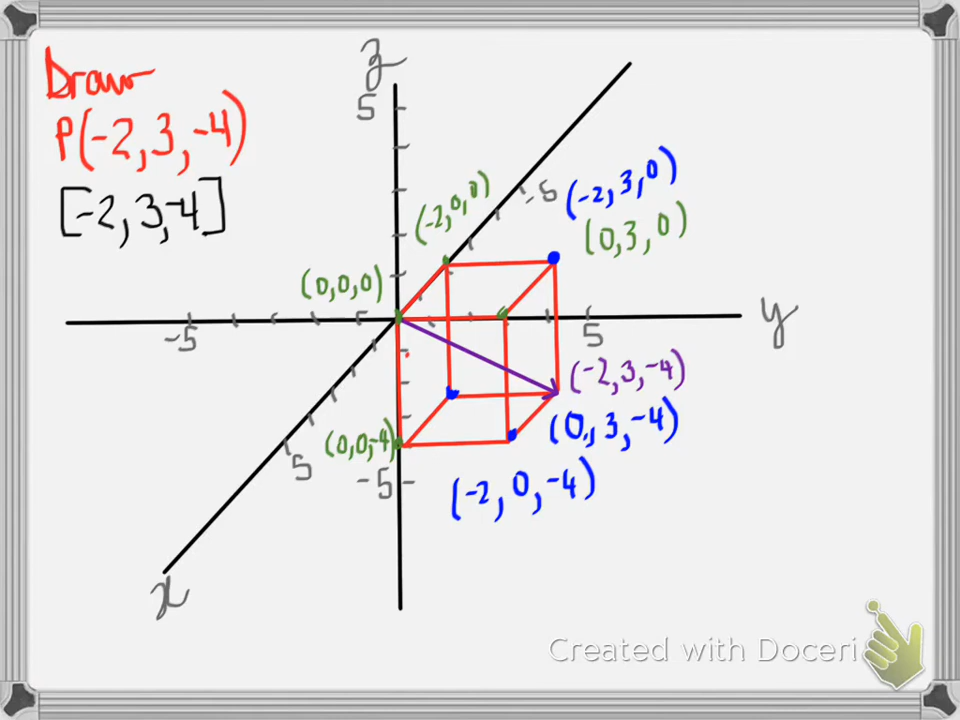 Draw
P(-2,3,-4)
[-2,3,-4]
z
5
-5
(-2,3,0)
(-2,0,0)
(0,3,0)
(0,0,0)
y
-5
5
(-2,3,-4)
(0,3,-4)
(0,0,-4)
5
-5
(-2,0,-4)
x
Created with Doceri